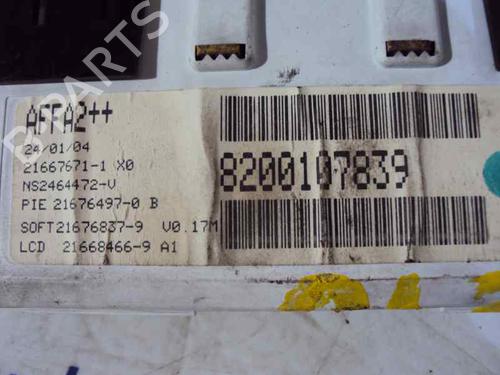 B-PARTS
AFFA2++
24/01/04
21667671-1 X0
NS2464472-V
PIE 21676497-0 B
SOFT21676837-9 V0.17M
LCD 21668466-9 A1
8200107839